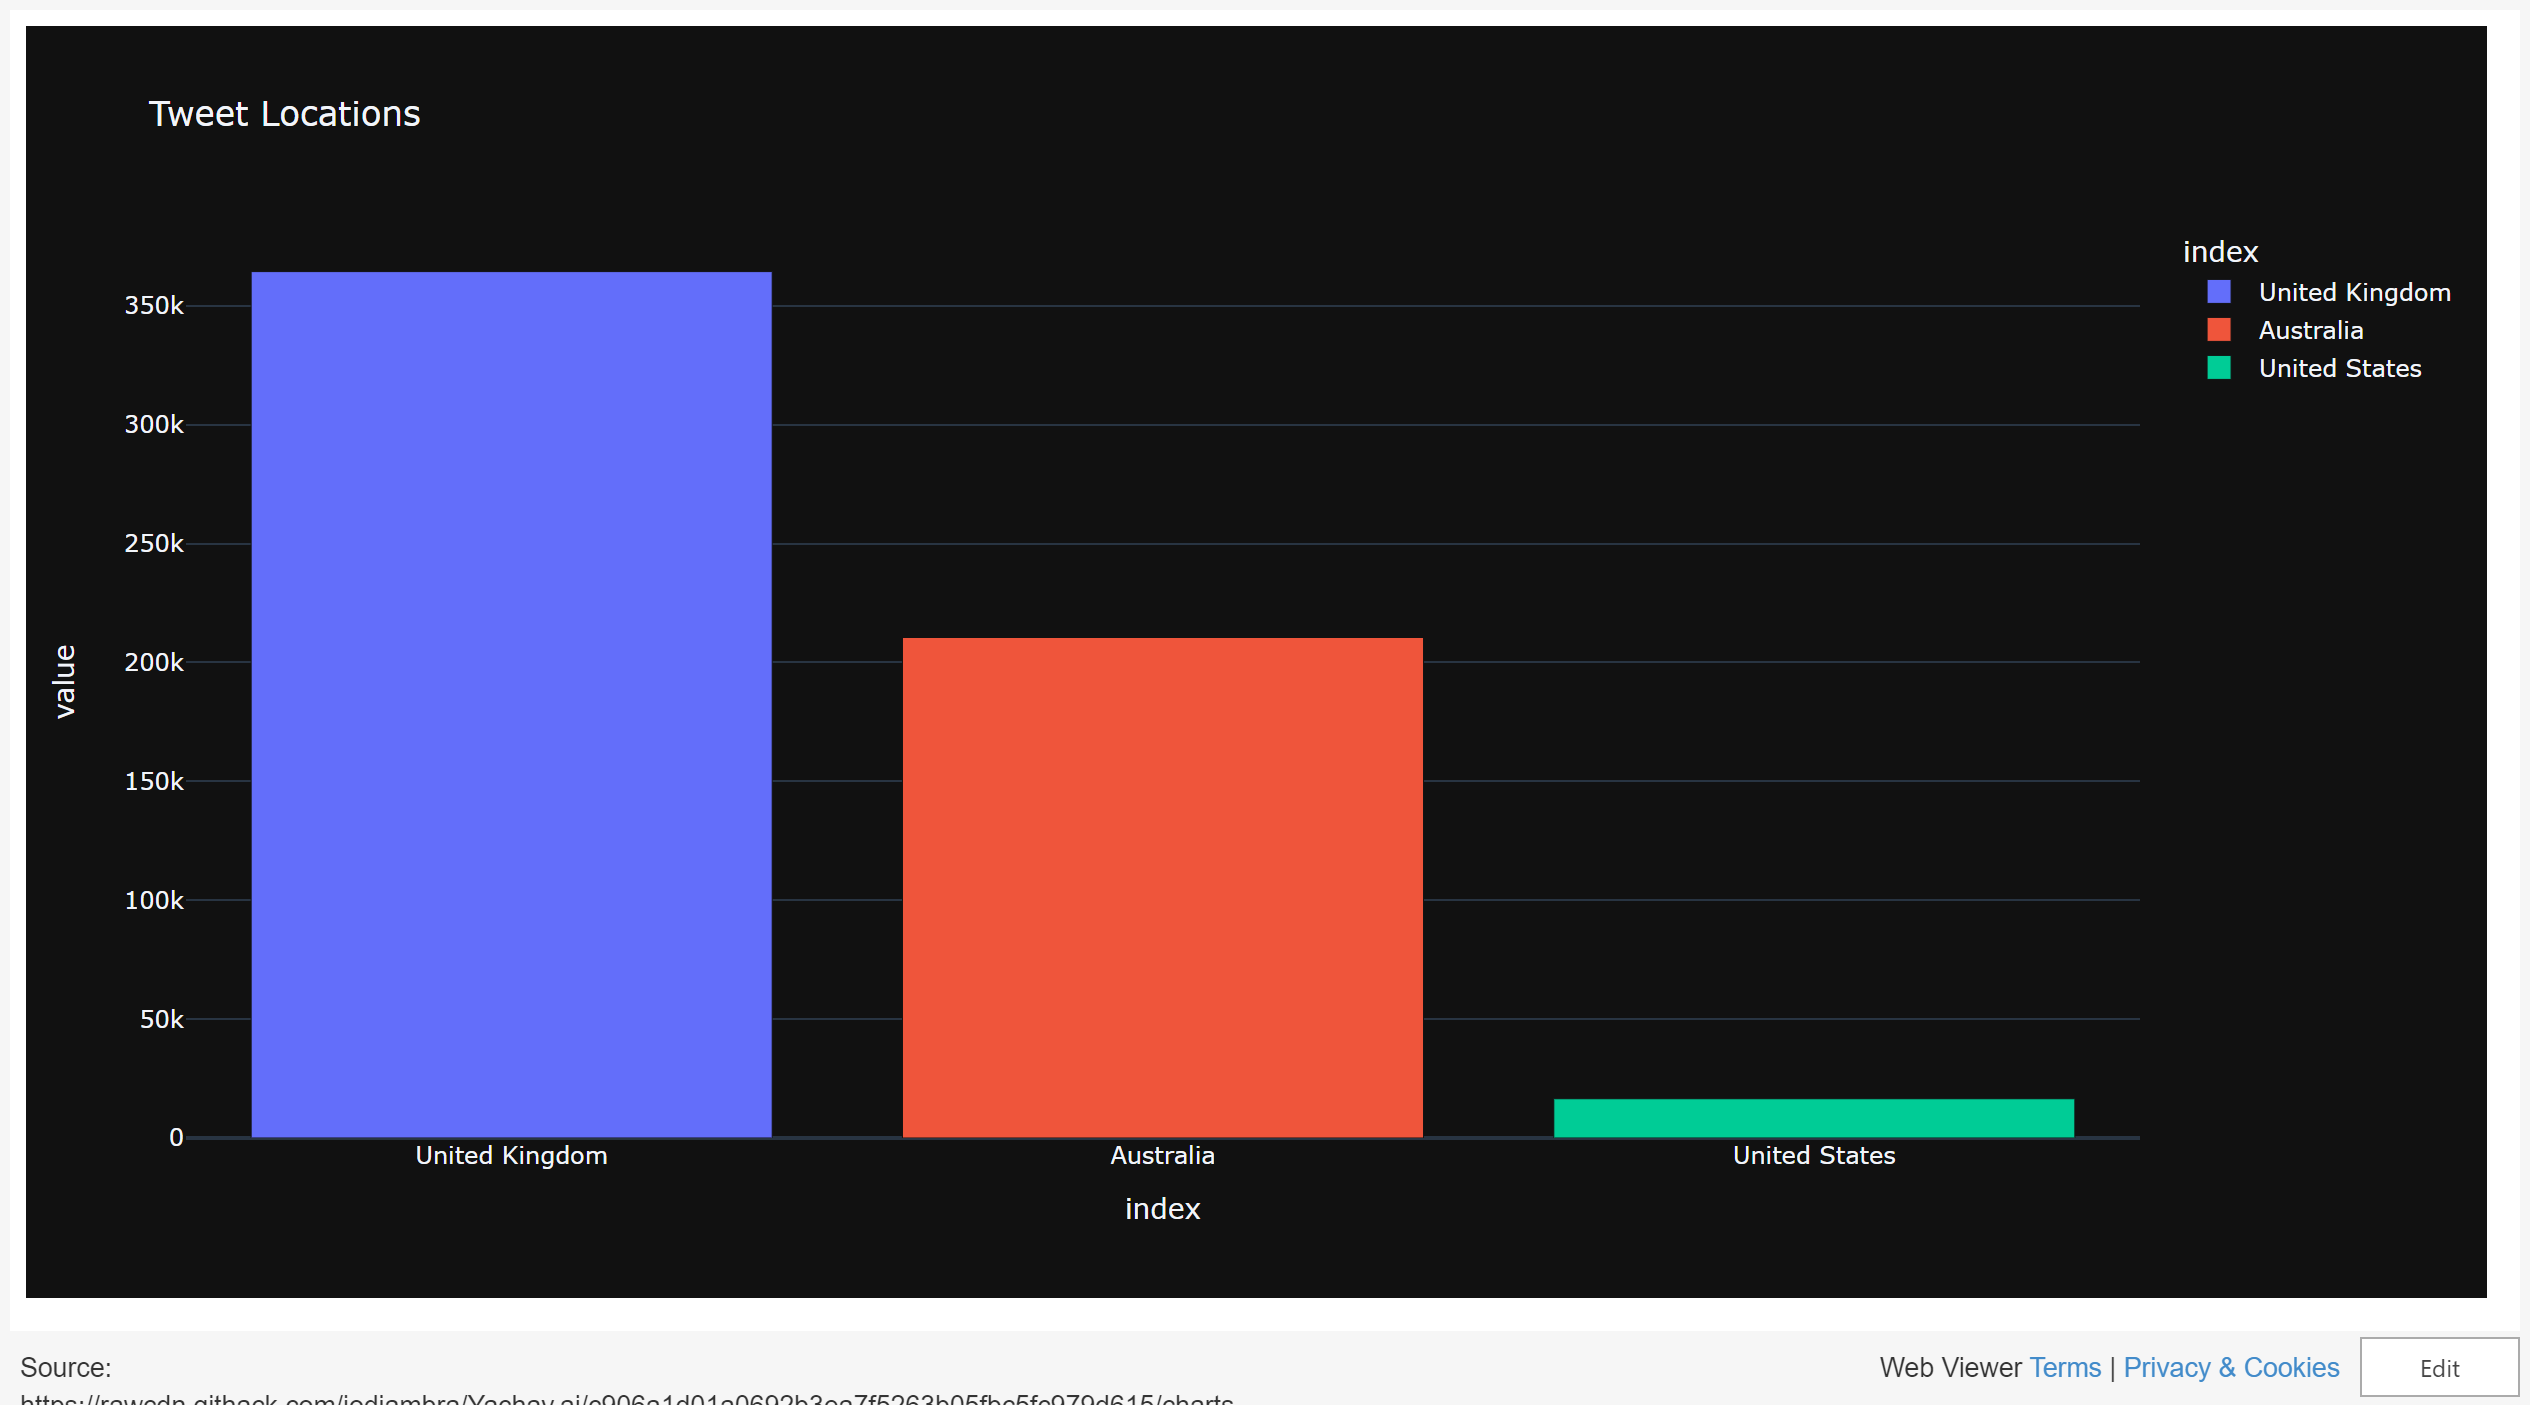 Tweet Locations
index
United Kingdom
Australia
United States
350k
300k
250k
200k
150k
100k
50k
0
value
United Kingdom Australia United States
index
Source:
Web Viewer Terms | Privacy & Cookies
Edit